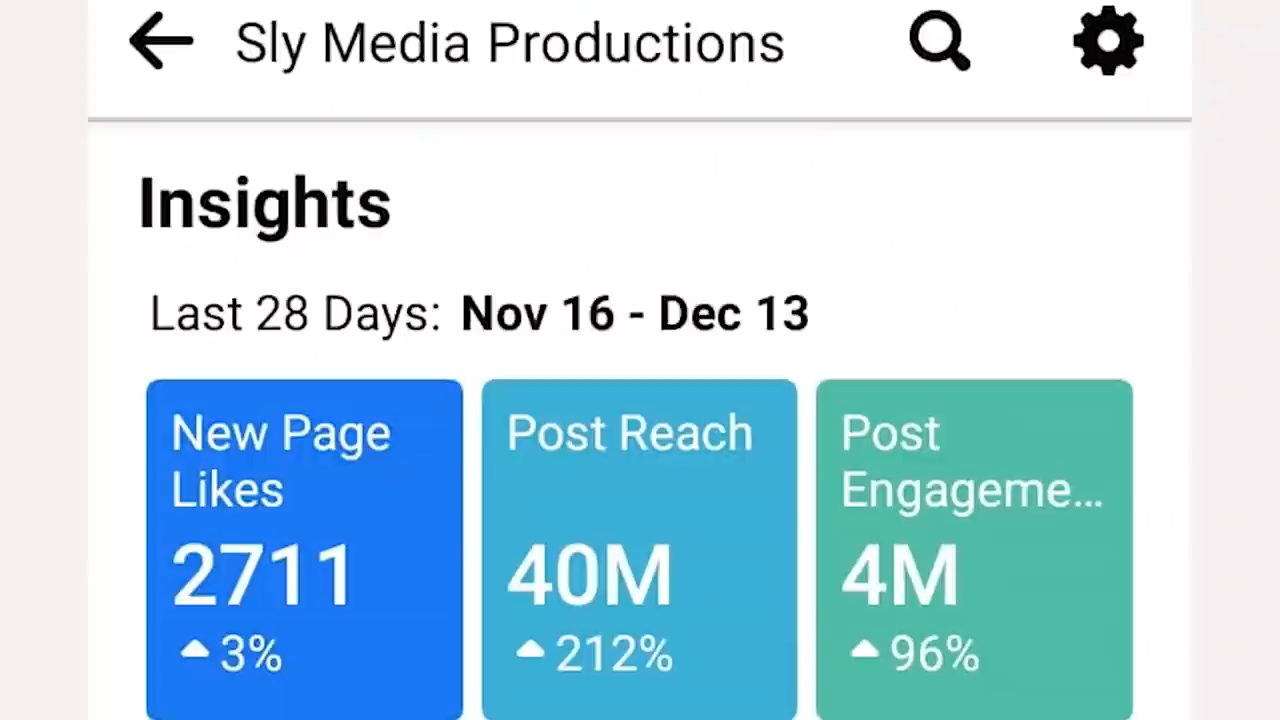 Sly Media Productions
Insights
Last 28 Days: Nov 16 - Dec 13
New Page
Likes
2711
3%
Post Reach
40M
212%
Post
Engageme...
4M
96%